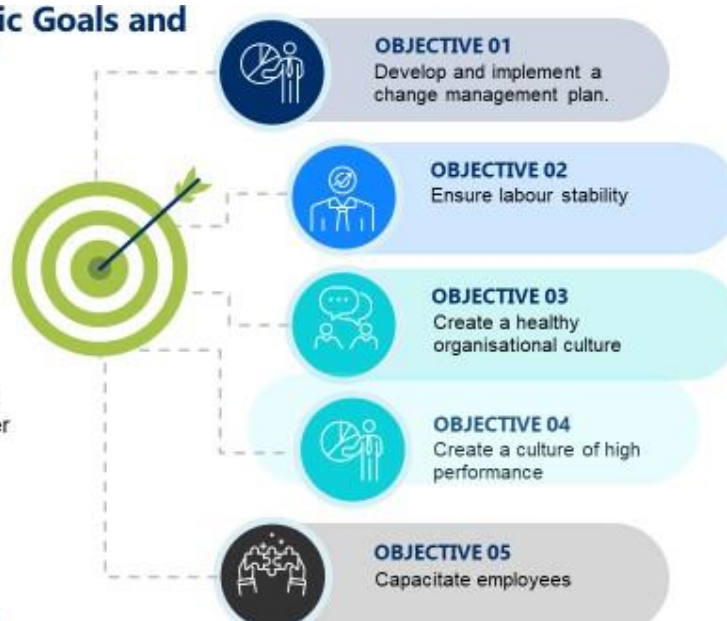 ic Goals and
OBJECTIVE 01
Develop and implement a
change management plan.
OBJECTIVE 02
Ensure labour stability
OBJECTIVE 03
Create a healthy
organisational culture
er
OBJECTIVE 04
Create a culture of high
performance
OBJECTIVE 05
Capacitate employees